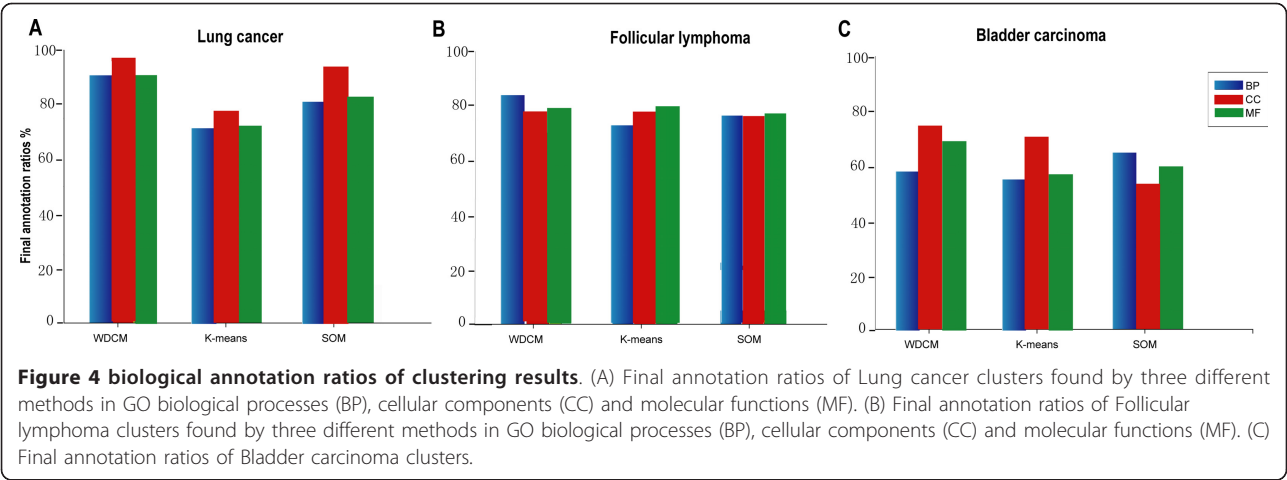 A
Lung cancer
Final annotation ratios %
100
80
60
40
20
0
WDCM
K-means
SOM
B
Follicular lymphoma
100
80
60
40
20
0
WDCM
K-means
SOM
C
Bladder carcinoma
100
80
60
40
20
0
WDCM
K-means
SOM
BP
CC
MF
Figure 4 biological annotation ratios of clustering results. (A) Final annotation ratios of Lung cancer clusters found by three different
methods in GO biological processes (BP), cellular components (CC) and molecular functions (MF). (B) Final annotation ratios of Follicular
lymphoma clusters found by three different methods in GO biological processes (BP), cellular components (CC) and molecular functions (MF). (C)
Final annotation ratios of Bladder carcinoma clusters.